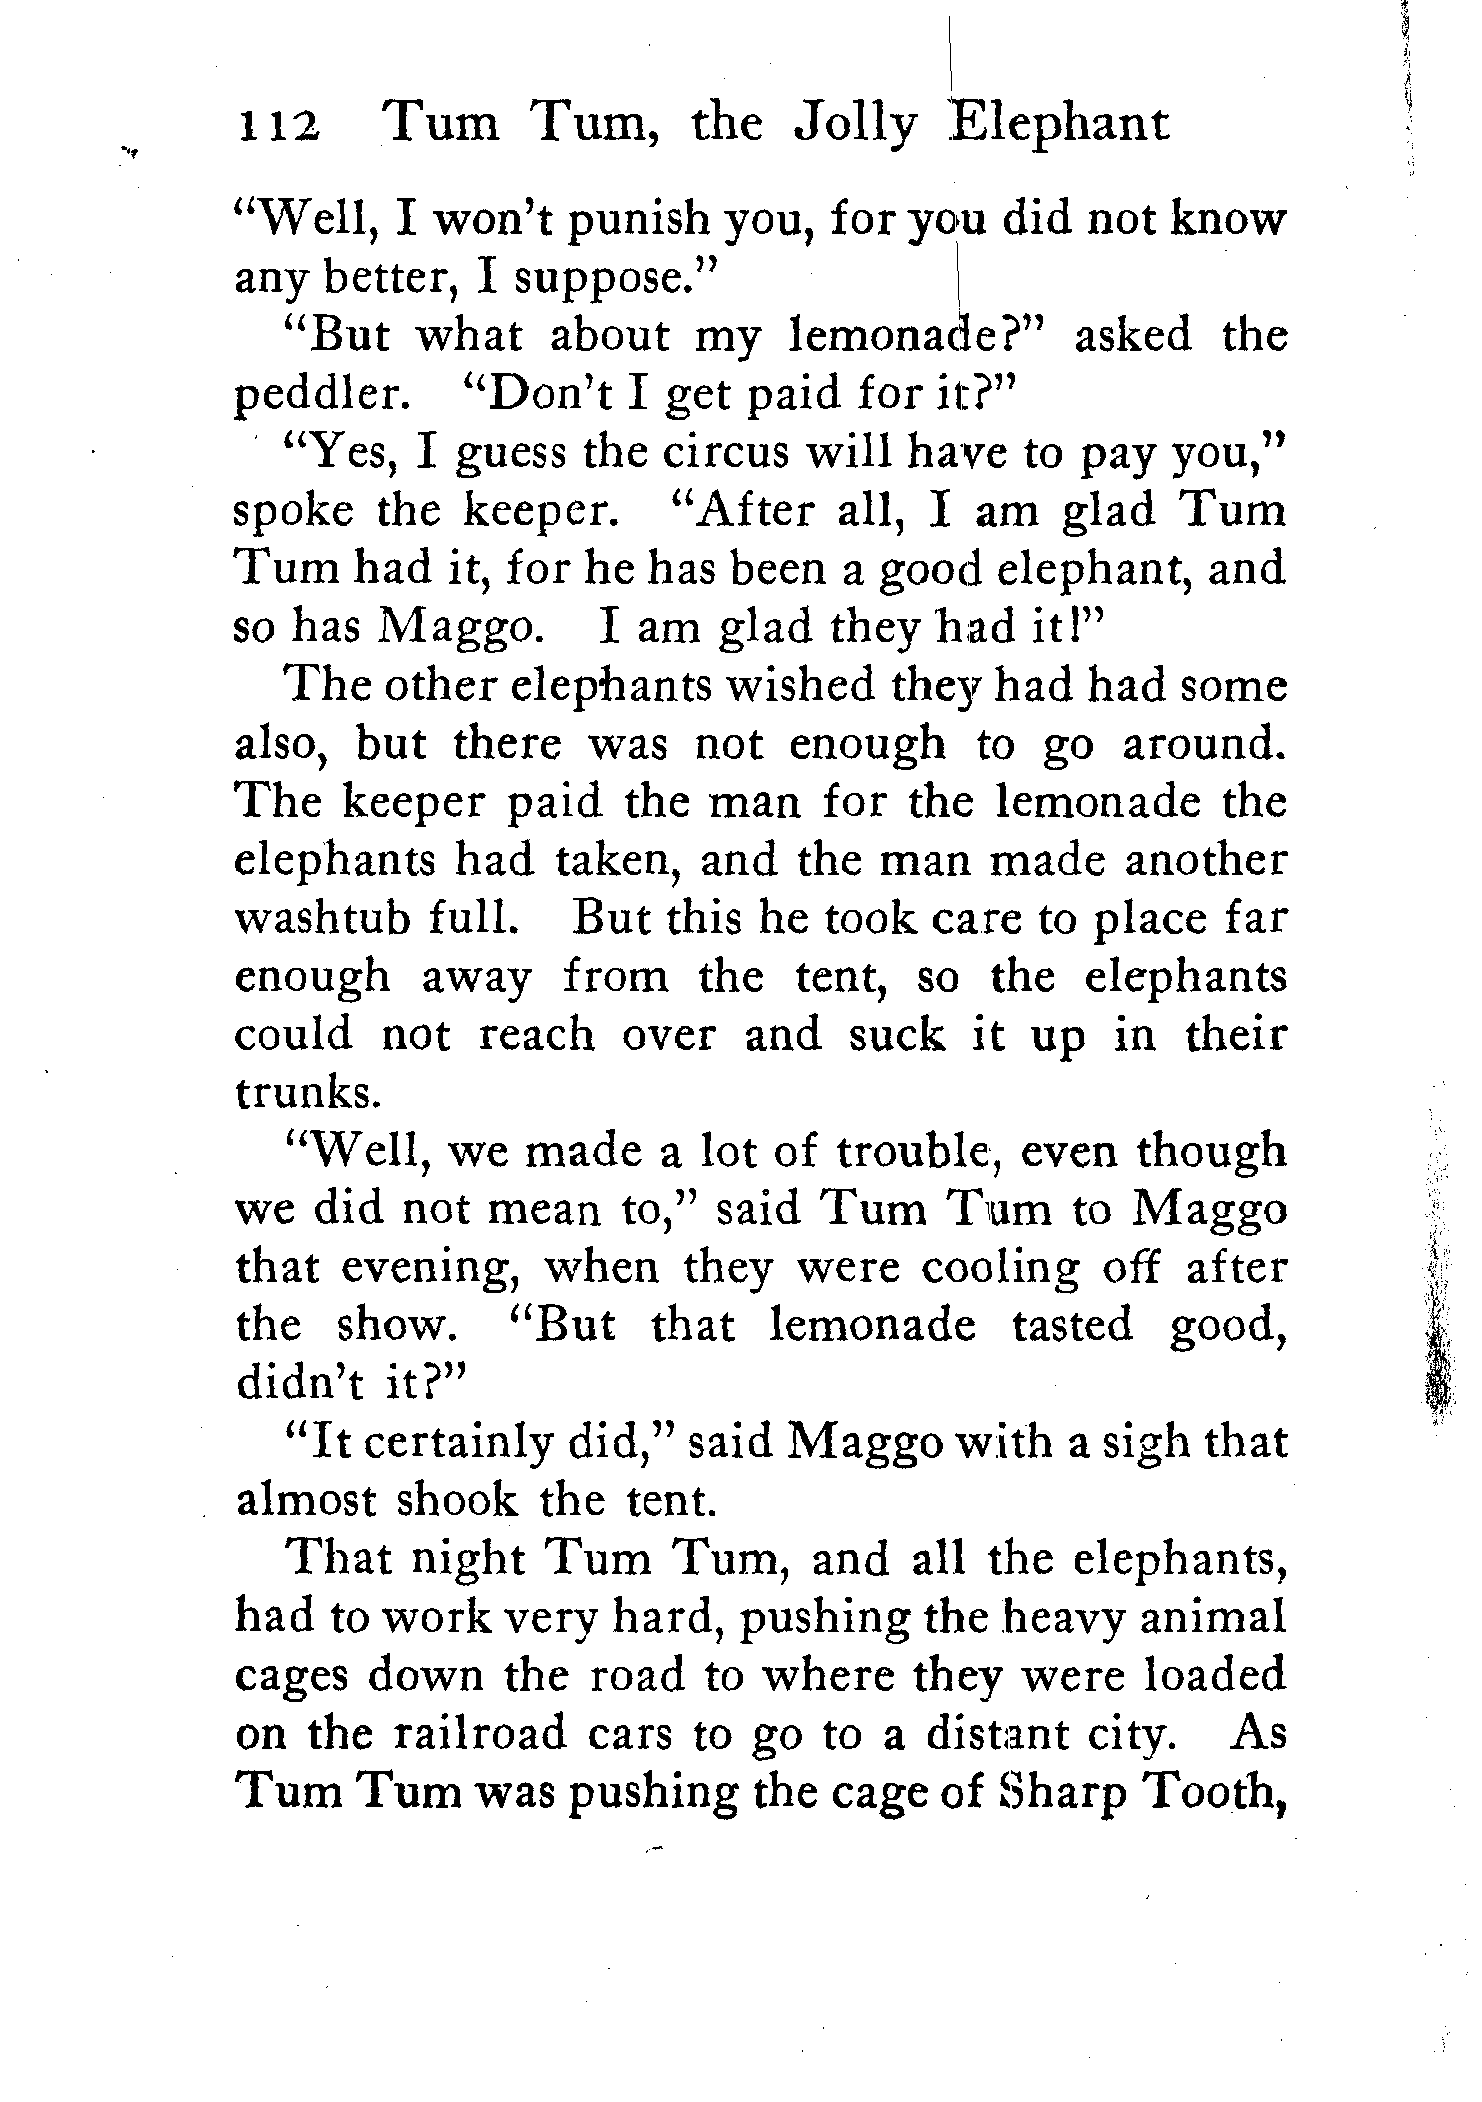 112 Tum Tum, the Jolly Elephant
“Well, I won’t punish you, for you did not know
any better, I suppose.”
“But what about my lemonade?” asked the
peddler. “Don’t I get paid for it?”
“Yes, I guess the circus will have to pay you,”
spoke the keeper. “After all, I am glad Tum
Tum had it, for he has been a good elephant, and
so has Maggo. I am glad they had it!”
The other elephants wished they had had some
also, but there was not enough to go around.
The keeper paid the man for the lemonade the
elephants had taken, and the man made another
washtub full. But this he took care to place far
enough away from the tent, so the elephants
could not reach over and suck it up in their
trunks.
“Well, we made a lot of trouble, even though
we did not mean to,” said Tum Tum to Maggo
that evening, when they were cooling off after
the show. “But that lemonade tasted good,
didn’t it?”
“It certainly did,” said Maggo with a sigh that
almost shook the tent.
That night Tum Tum, and all the elephants,
had to work very hard, pushing the heavy animal
cages down the road to where they were loaded
on the railroad cars to go to a distant city. As
Tum Tum was pushing the cage of Sharp Tooth,